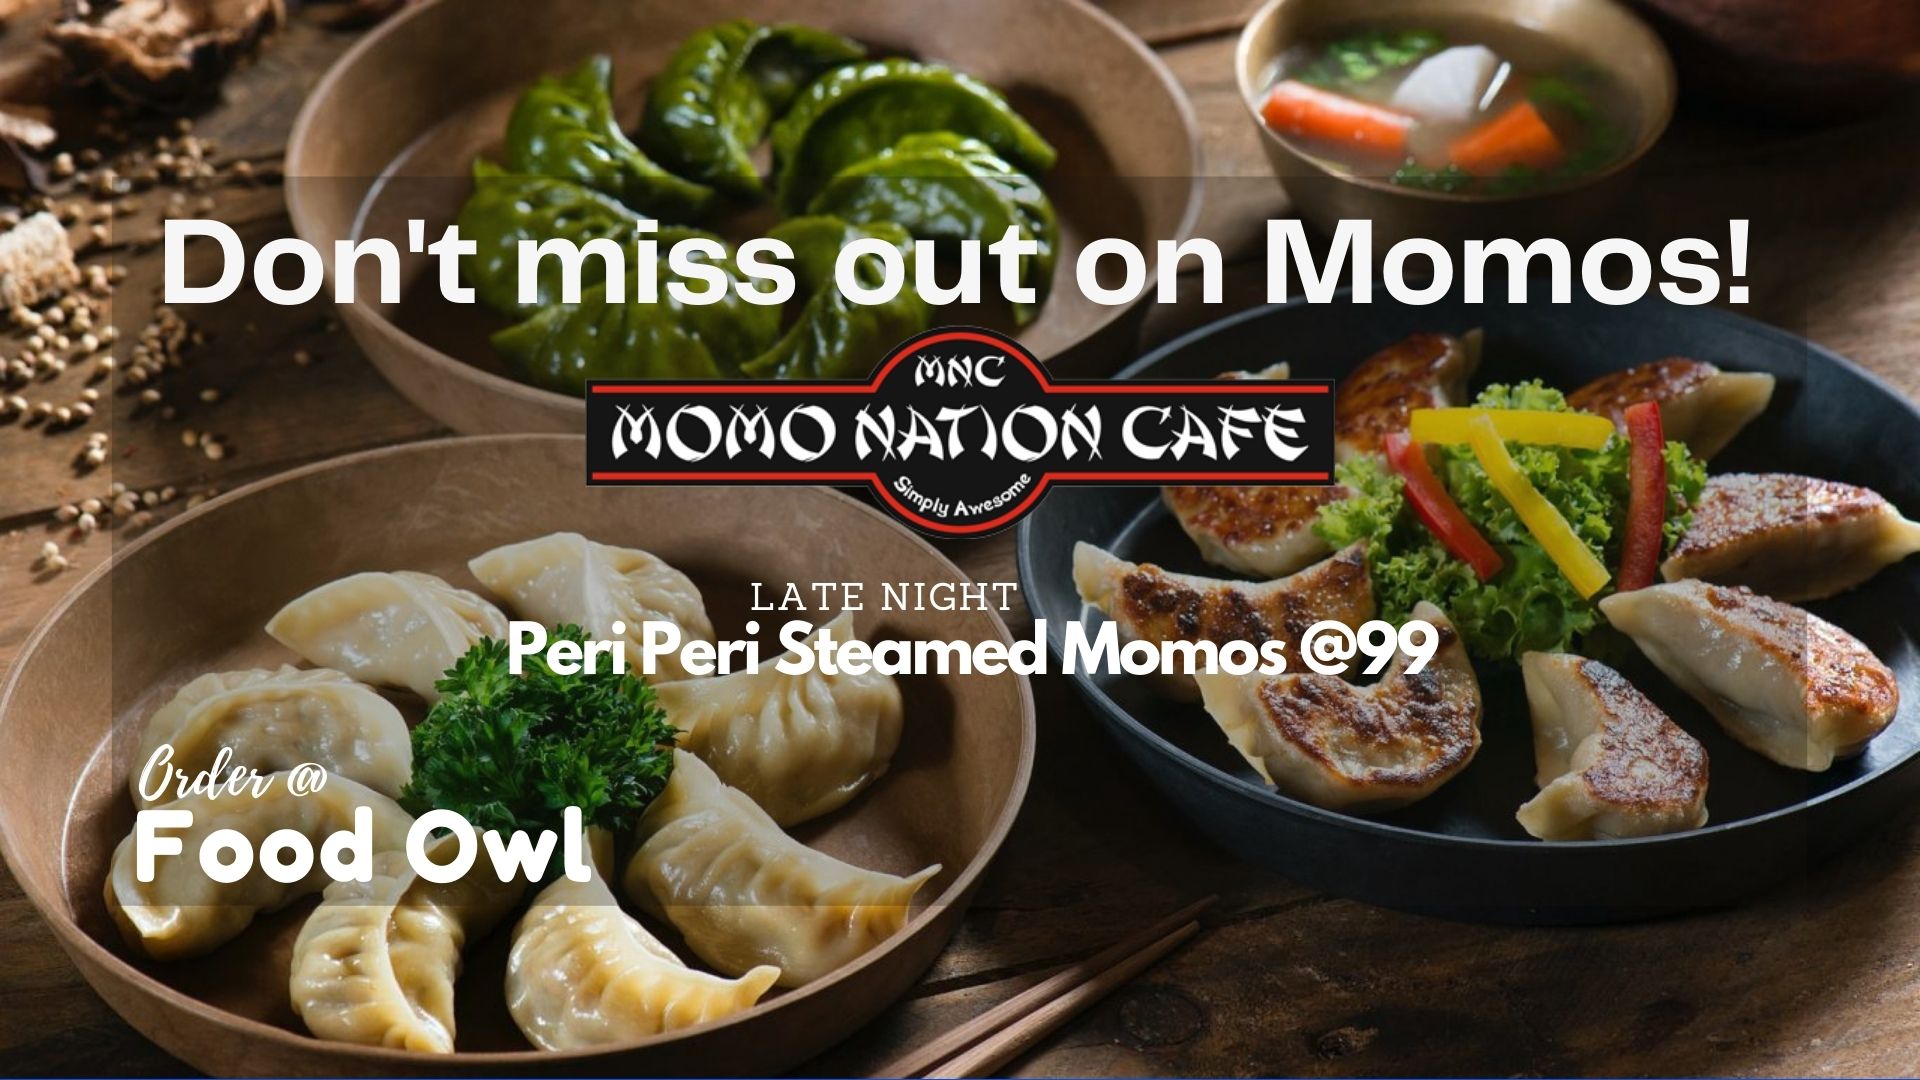 Don't miss out on Momos!
MNC
MOMO NATION CAFE
Simply Awesome
LATE NIGHT
Peri Peri Steamed Momos @99
Order @
Food Owl